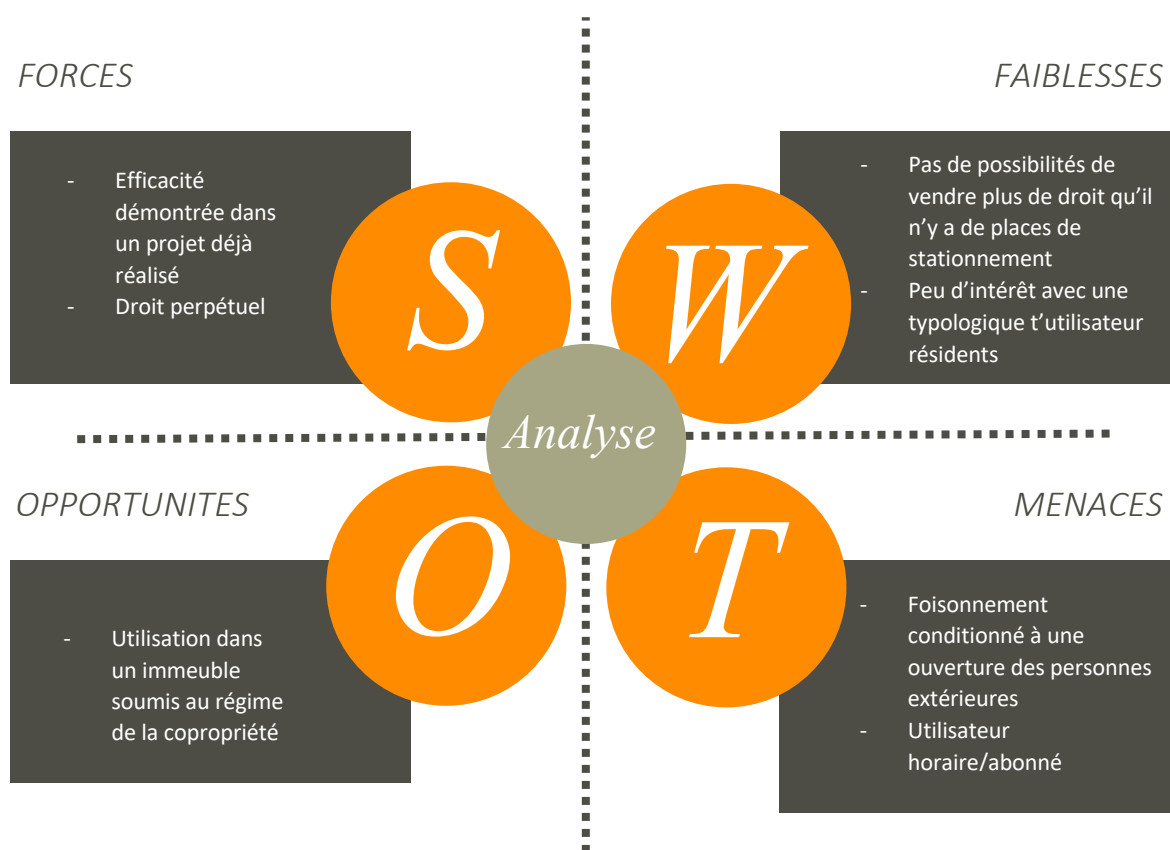 FORCES
- Efficacité
démontrée dans
un projet déjà
réalisé
- Droit perpétuel
S
FAIBLESSES
- Pas de possibilités de
vendre plus de droit qu’il
n’y a de places de
stationnement
- Peu d’intérêt avec une
typologique t’utilisateur
résidents
W
Analyse
OPPORTUNITES
- Utilisation dans
un immeuble
soumis au régime
de la copropriété
O
MENACES
- Foisonnement
conditionné à une
ouverture des personnes
extérieures
- Utilisateur
horaire/abonné
T